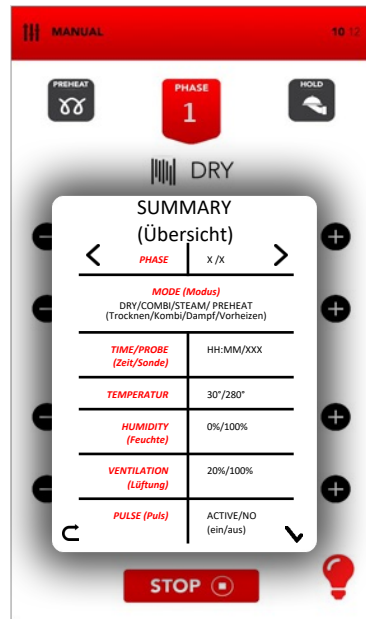 MANUAL
10:12
PREHEAT
PHASE
1
HOLD
DRY
SUMMARY
(Übersicht)
PHASE X /X
MODE (Modus)
DRY/COMBI/STEAM/ PREHEAT
(Trocknen/Kombi/Dampf/Vorheizen)
TIME/PROBE HH:MM/XXX
(Zeit/Sonde)
TEMPERATUR 30°/280°
HUMIDITY 0%/100%
(Feuchte)
VENTILATION 20%/100%
(Lüftung)
PULSE (Puls) ACTIVE/NO
(ein/aus)
STOP